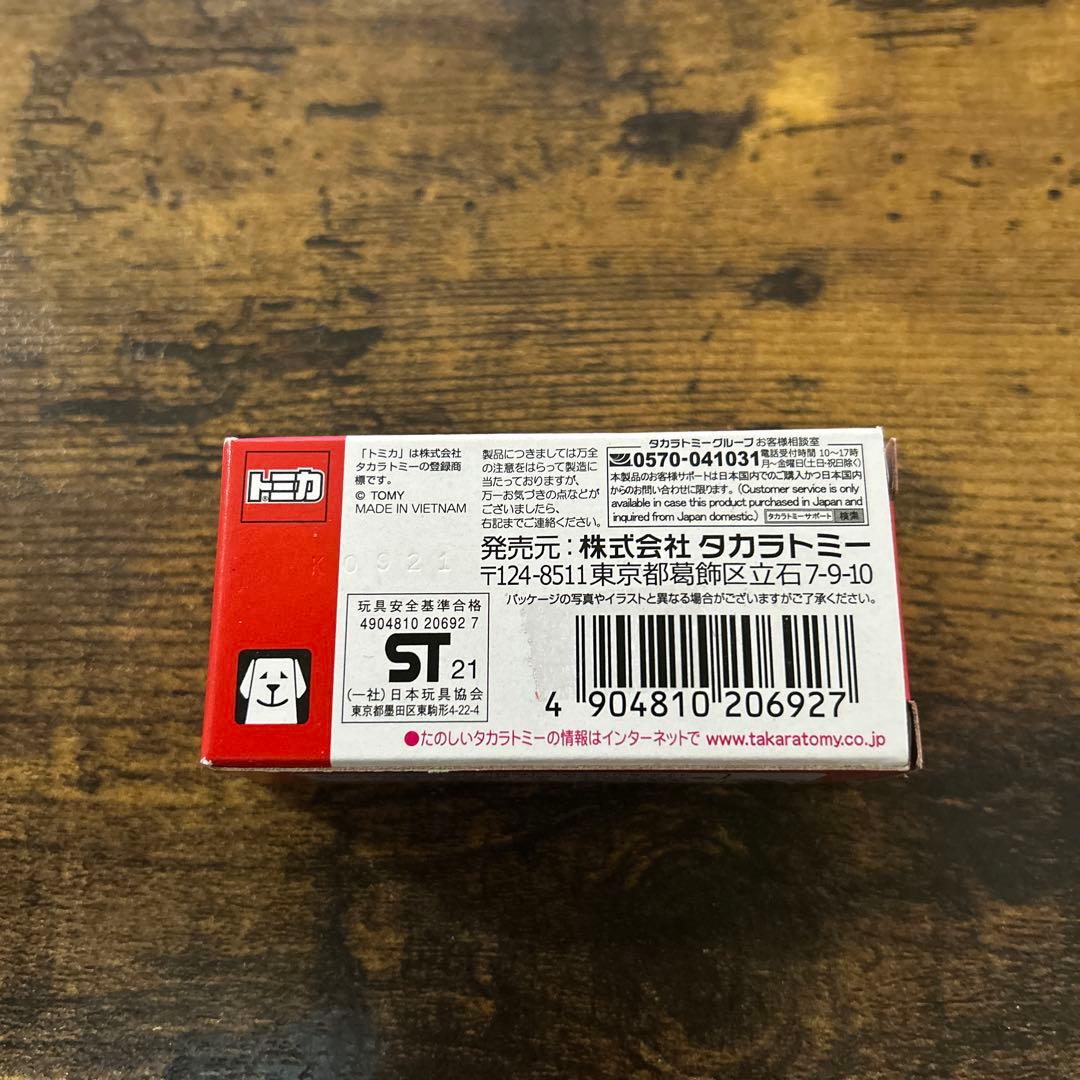 トミカ
「トミカ」は株式会社
タカラトミーの登録商
標です。
© TOMY
MADE IN VIETNAM
K0921
製品につきましては万全
の注意をはらって製造に
当たっておりますが、
万一お気づきの点などが
ございましたら、
右記までご連絡ください。
タカラトミーグループ お客様相談室
0570-041031 電話受付時間 10〜17時
月〜金曜日(土日・祝日除く)
本製品のお客様サポートは日本国内でのご購入かつ日本国内
からのお問い合わせに限ります。(Customer service is only
available in case this product purchased in Japan and
inquired from Japan domestic.) タカラトミーサポート 検索
発売元:株式会社 タカラトミー
〒124-8511東京都葛飾区立石7-9-10
パッケージの写真やイラストと異なる場合がございますがご了承ください。
玩具安全基準合格
4904810 20692 7
ST 21
(一社)日本玩具協会
東京都墨田区東駒形4-22-4
4 904810 206927
●たのしいタカラトミーの情報はインターネットで www.takaratomy.co.jp